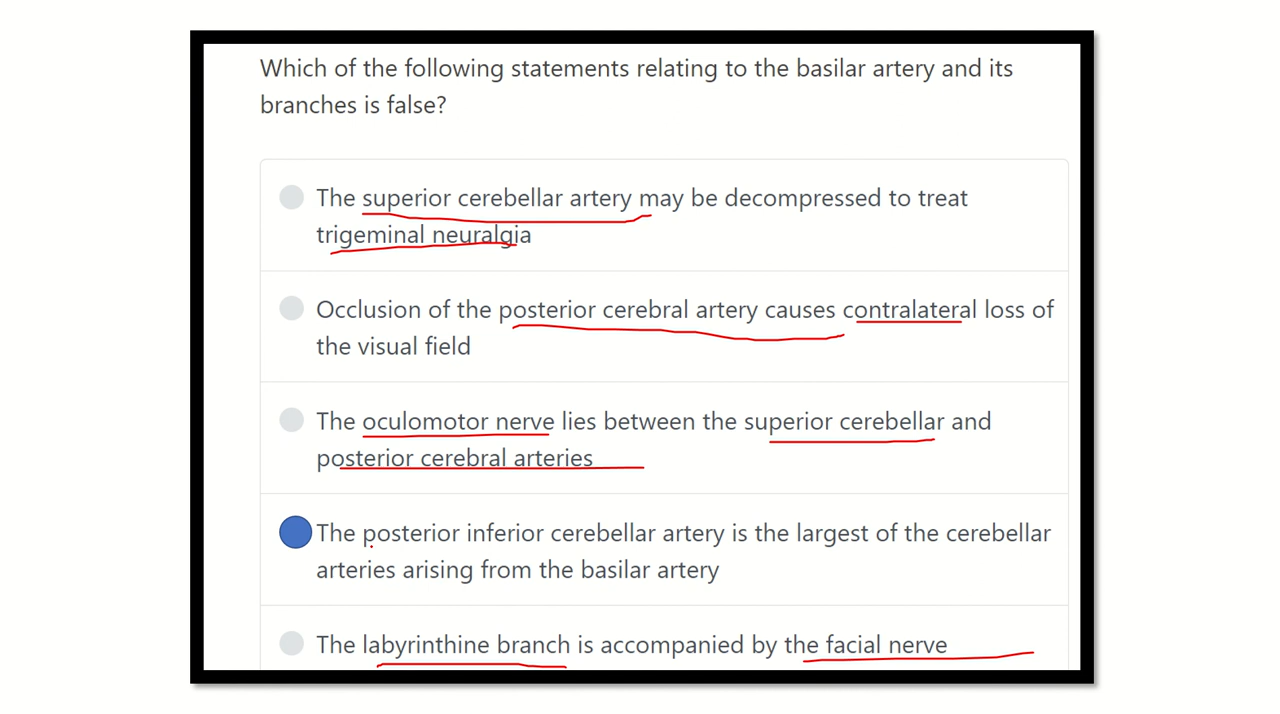 Which of the following statements relating to the basilar artery and its
branches is false?
The superior cerebellar artery may be decompressed to treat
trigeminal neuralgia
Occlusion of the posterior cerebral artery causes contralateral loss of
the visual field
The oculomotor nerve lies between the superior cerebellar and
posterior cerebral arteries
The posterior inferior cerebellar artery is the largest of the cerebellar
arteries arising from the basilar artery
The labyrinthine branch is accompanied by the facial nerve